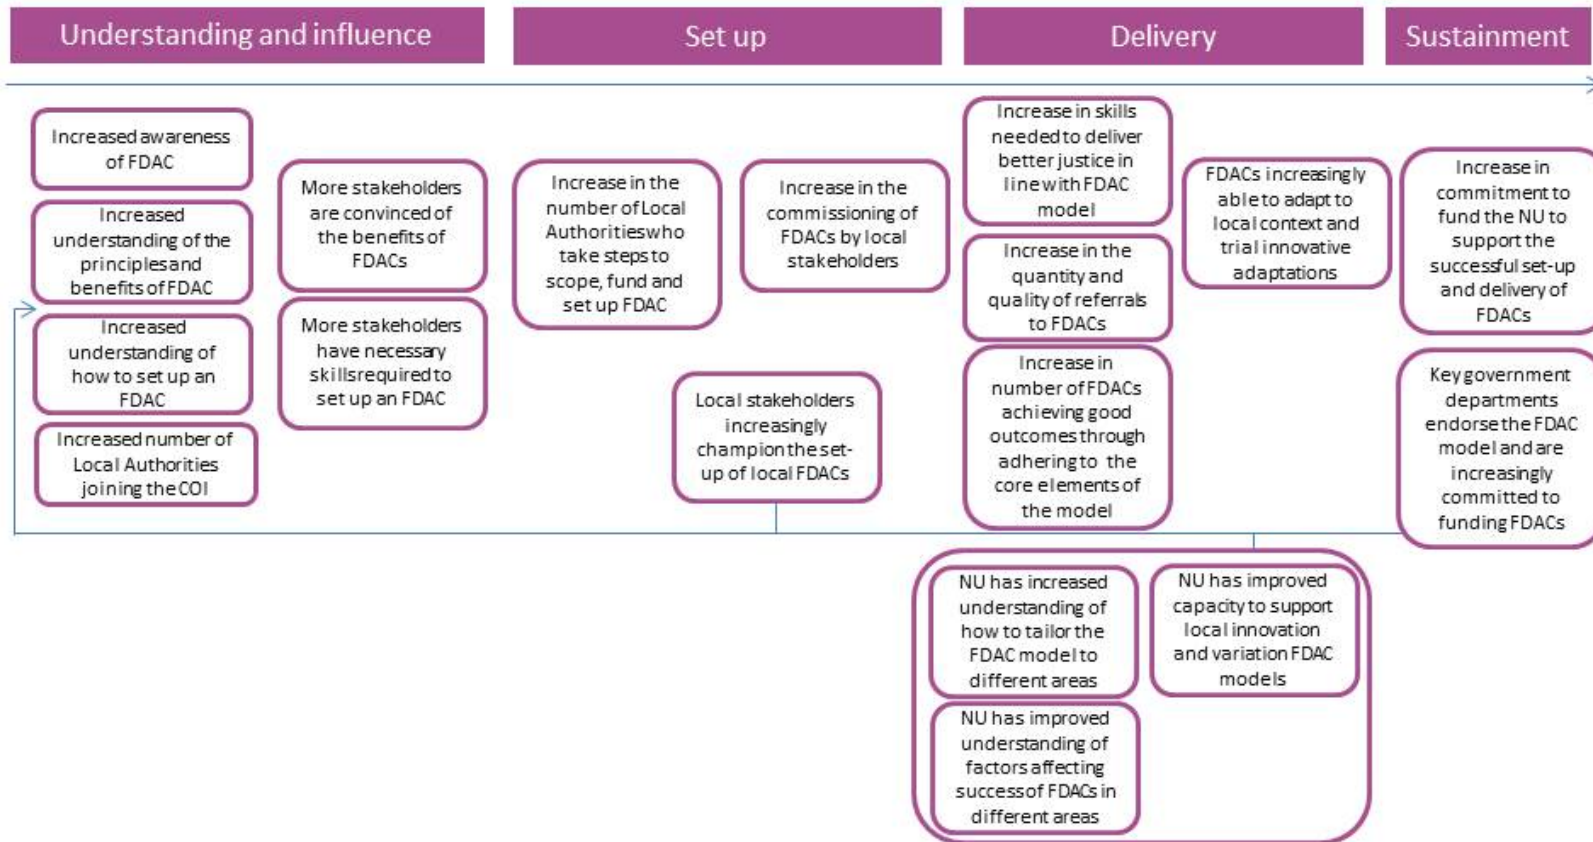 Understanding and influence
Set up
Delivery
Sustainment
Increased awareness
of FDAC
Increased
understanding of the
principles and
benefits of FDAC
Increased
understanding of
how to set up an
FDAC
Increased number of
Local Authorities
joining the COI
More stakeholders
are convinced of
the benefits of
FDACs
More stakeholders
have necessary
skills required to
set up an FDAC
Increase in the
number of Local
Authorities who
take steps to
scope, fund and
set up FDAC
Increase in the
commissioning of
FDACs by local
stakeholders
Local stakeholders
increasingly
champion the set-
up of local FDACs
Increase in skills
needed to deliver
better justice in
line with FDAC
model
Increase in the
quantity and
quality of referrals
to FDACs
Increase in
number of FDACs
achieving good
outcomes through
adhering to the
core elements of
the model
FDACs increasingly
able to adapt to
local context and
trial innovative
adaptations
Increase in
commitment to
fund the NU to
support the
successful set-up
and delivery of
FDACs
Key government
departments
endorse the FDAC
model and are
increasingly
committed to
funding FDACs
NU has increased
understanding of
how to tailor the
FDAC model to
different areas
NU has improved
capacity to support
local innovation
and variation FDAC
models
NU has improved
understanding of
factors affecting
success of FDACs in
different areas